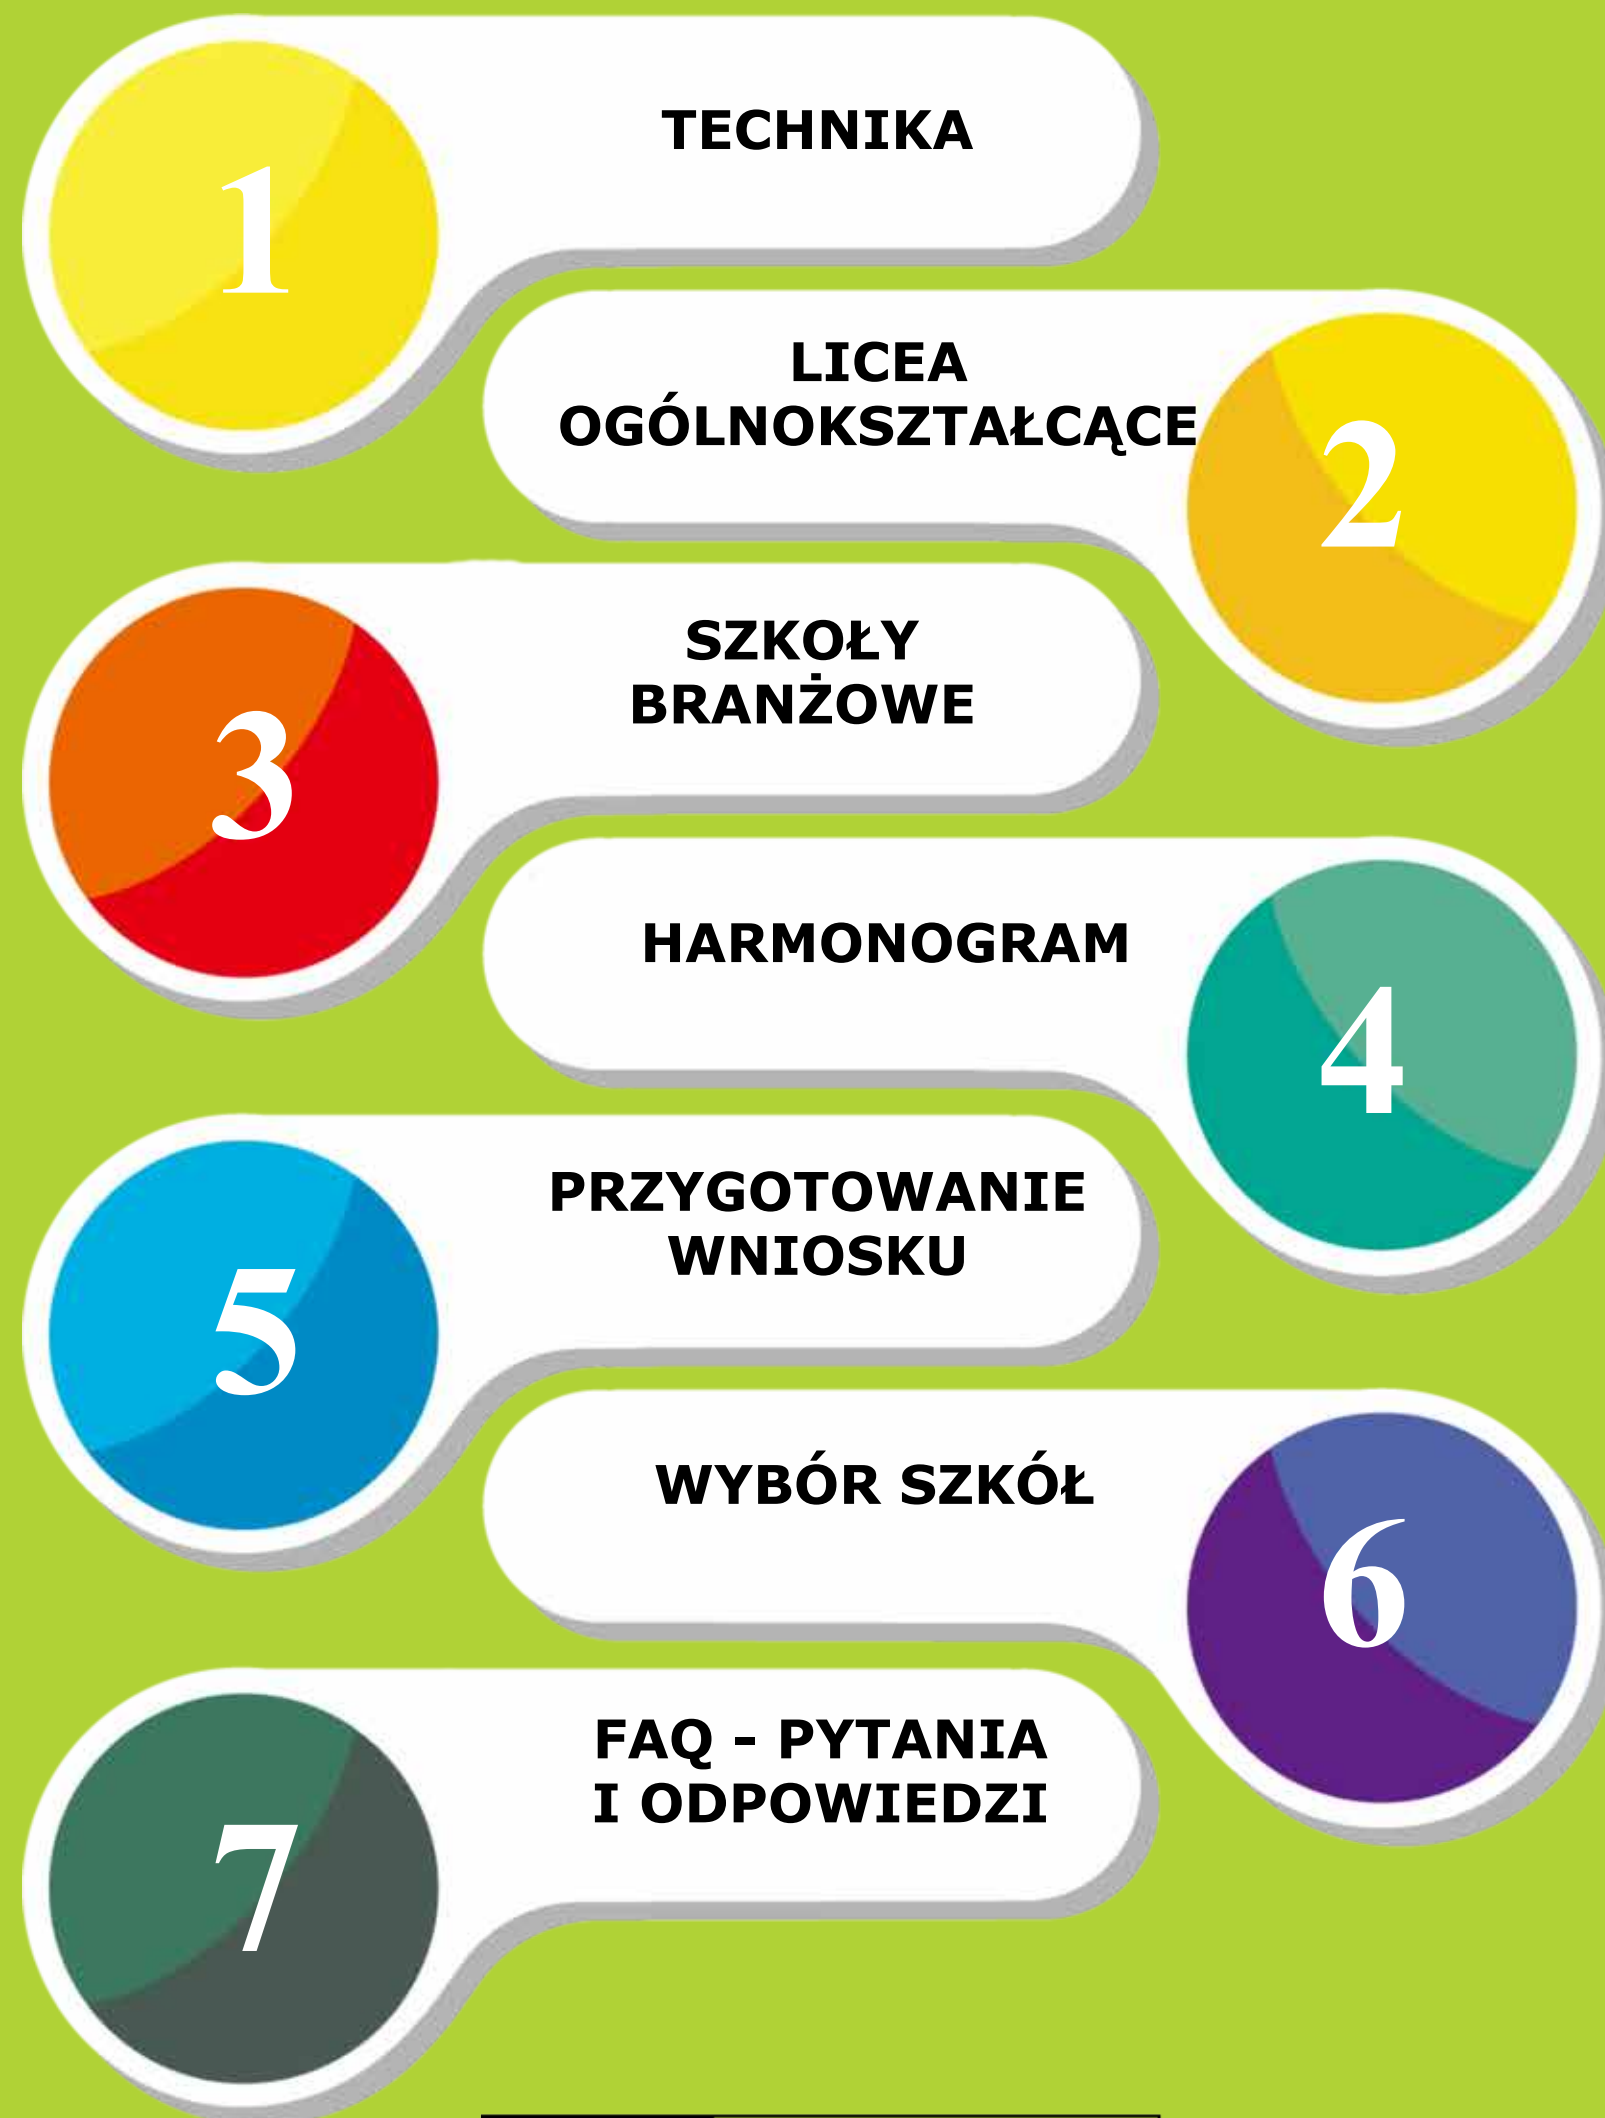 1
TECHNIKA
LICEA
OGÓLNOKSZTAŁCĄCE
2
3
SZKOŁY
BRANŻOWE
HARMONOGRAM
4
5
PRZYGOTOWANIE
WNIOSKU
WYBÓR SZKÓŁ
6
7
FAQ - PYTANIA
I ODPOWIEDZI